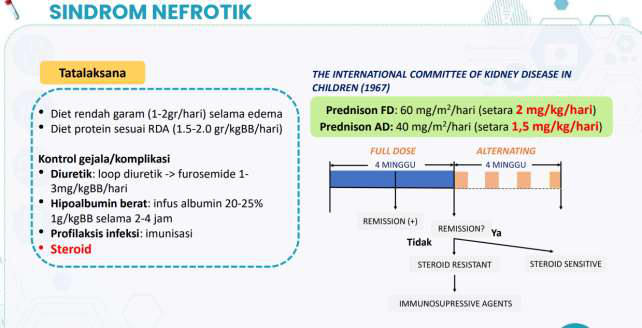 SINDROM NEFROTIK
Tatalaksana
• Diet rendah garam (1-2gr/hari) selama edema
• Diet protein sesuai RDA (1.5-2.0 gr/kgBB/hari)
Kontrol gejala/komplikasi
• Diuretik: loop diuretik -> furosemide 1-
3mg/kgBB/hari
• Hipoalbumin berat: infus albumin 20-25%
1g/kgBB selama 2-4 jam
• Profilaksis infeksi: imunisasi
• Steroid
THE INTERNATIONAL COMMITTEE OF KIDNEY DISEASE IN
CHILDREN (1967)
Prednison FD: 60 mg/m²/hari (setara 2 mg/kg/hari)
Prednison AD: 40 mg/m²/hari (setara 1,5 mg/kg/hari)
FULL DOSE
ALTERNATING
4 MINGGU
4 MINGGU
REMISSION (+)
REMISSION?
Tidak
Ya
STEROID RESISTANT
STEROID SENSITIVE
IMMUNOSUPRESSIVE AGENTS